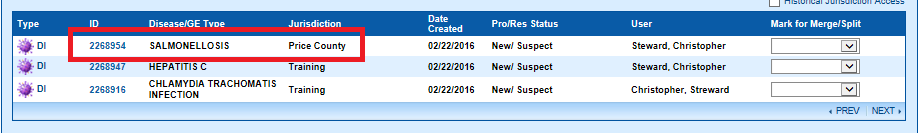 Historical Jurisdiction Access
Type ID Disease/GE Type Jurisdiction Date Created Pro/Res Status User Mark for Merge/Split
DI 2268954 SALMONELLOSIS Price County 02/22/2016 New/ Suspect Steward, Christopher
DI 2268947 HEPATITIS C Training 02/22/2016 New/ Suspect Steward, Christopher
DI 2268916 CHLAMYDIA TRACHOMATIS INFECTION Training 02/22/2016 New/ Suspect Christopher, Streward
PREV NEXT